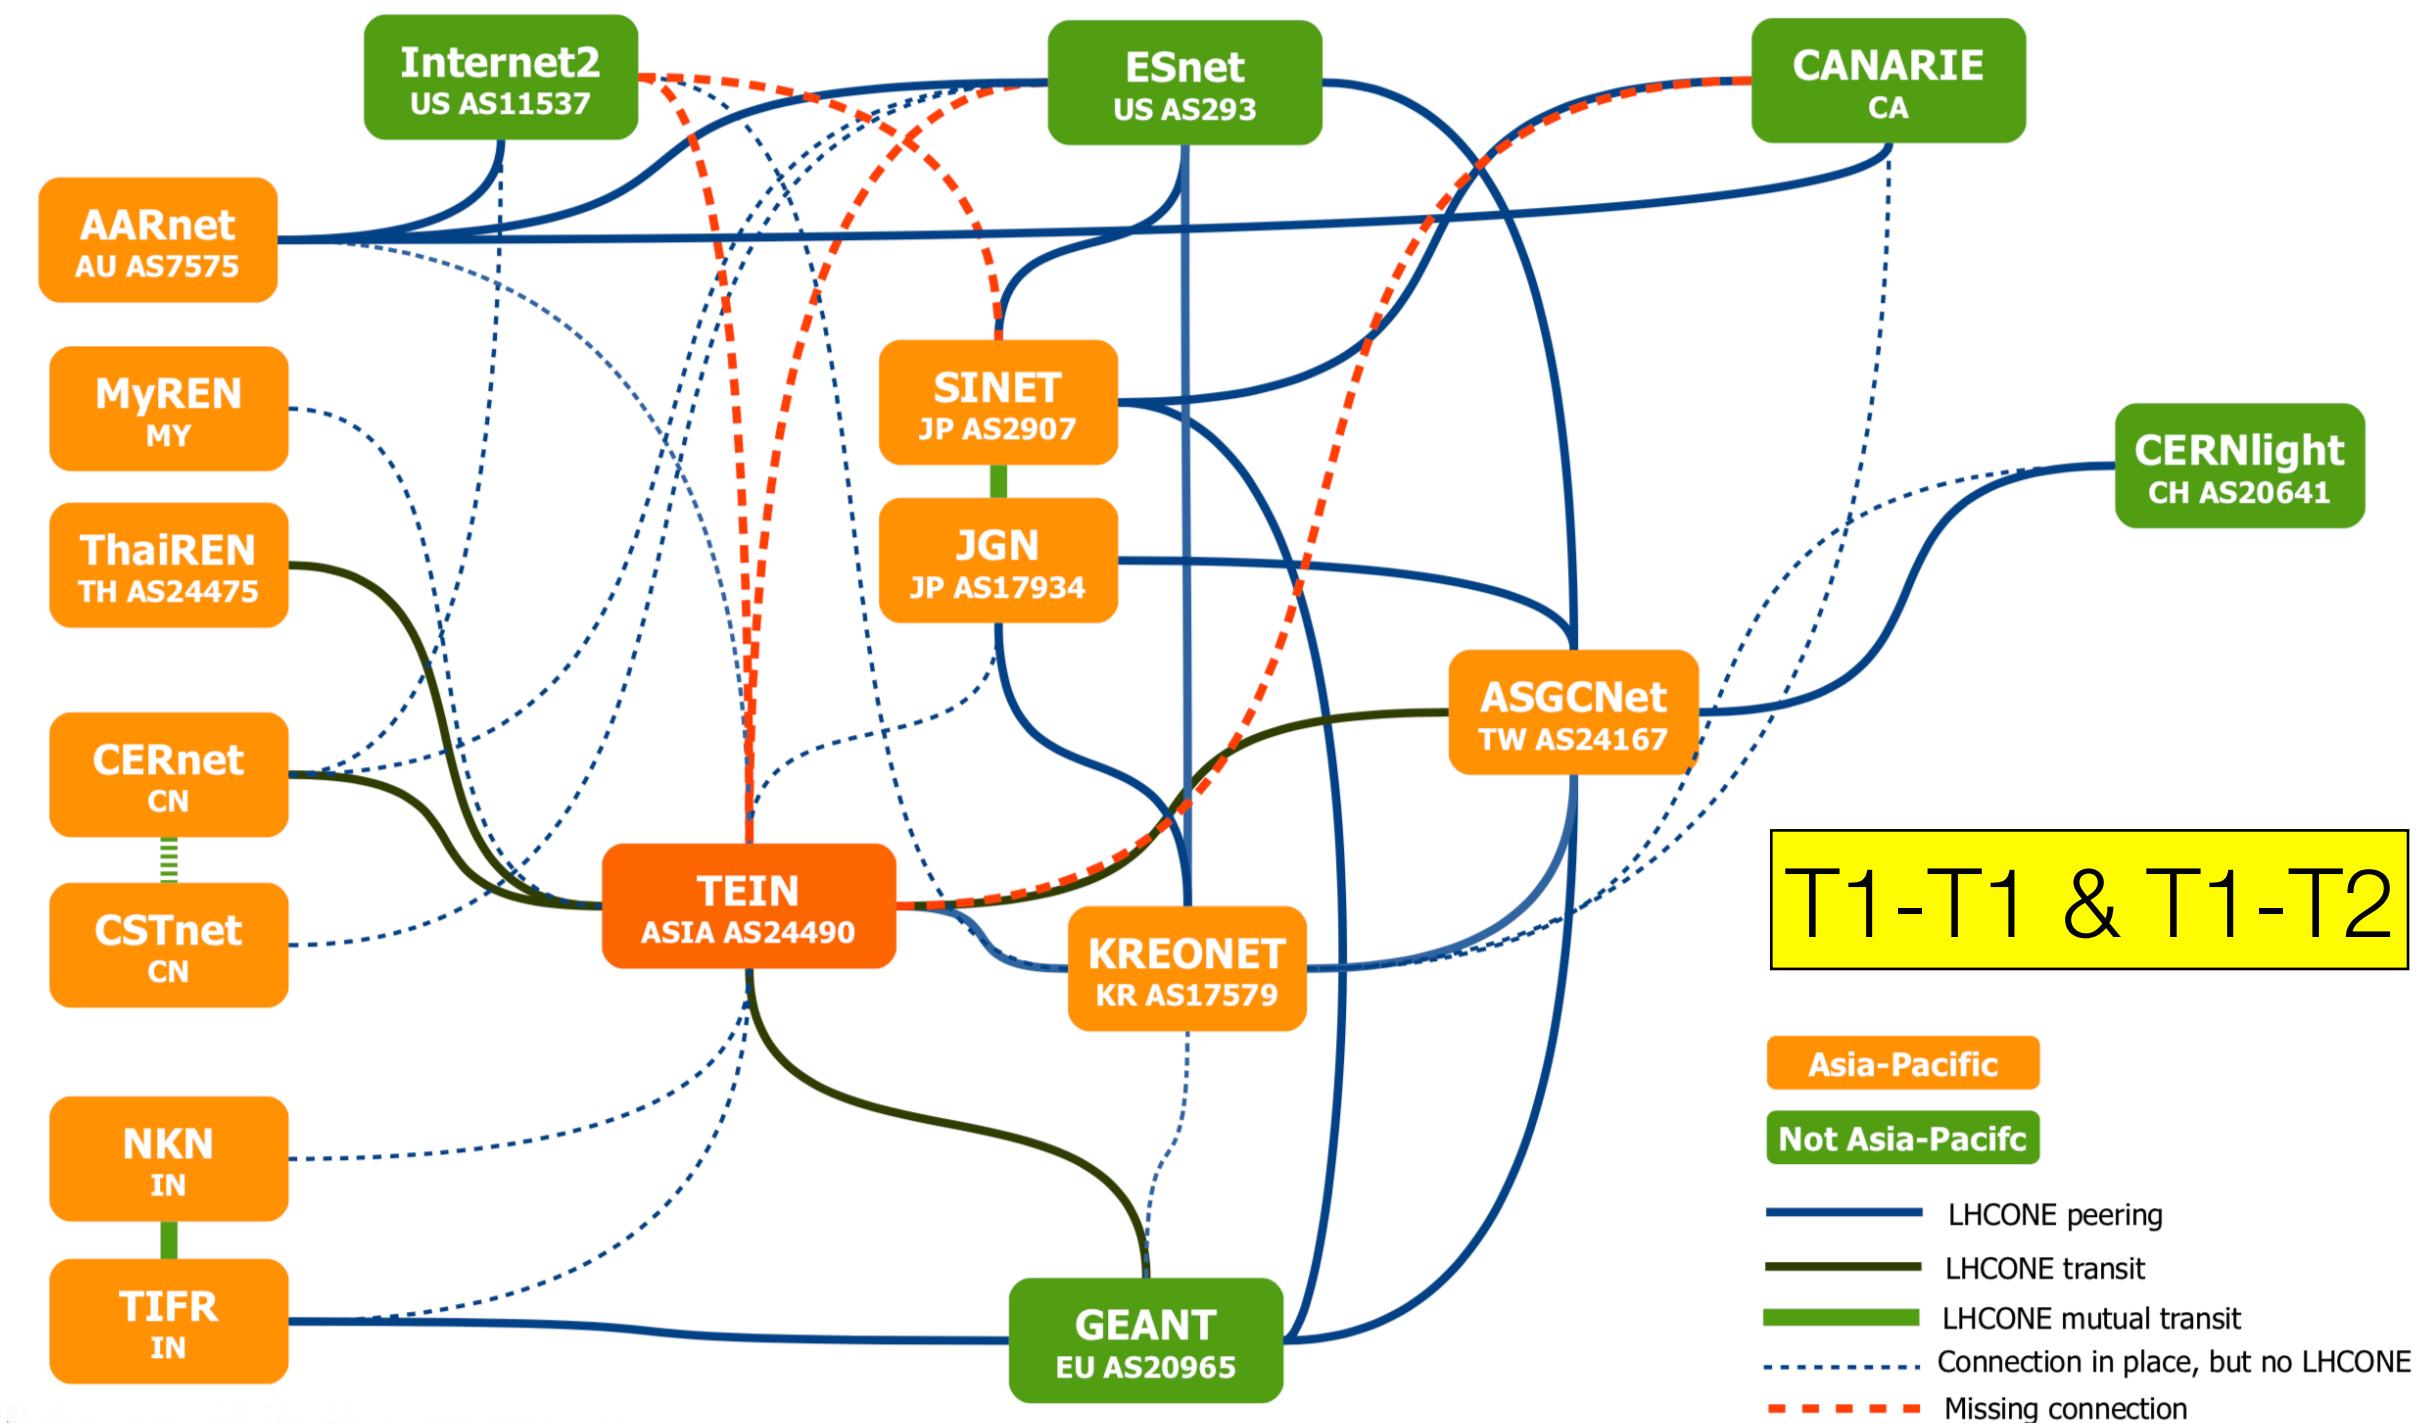 Internet2
US AS11537
ESnet
US AS293
CANARIE
CA
AARnet
AU AS7575
MyREN
MY
SINET
JP AS2907
CERNlight
CH AS20641
ThaiREN
TH AS24475
JGN
JP AS17934
ASGCNet
TW AS24167
CERnet
CN
TEIN
ASIA AS24490
CSTnet
CN
KREONET
KR AS17579
T1-T1 & T1-T2
Asia-Pacific
Not Asia-Pacifc
NKN
IN
TIFR
IN
GEANT
EU AS20965
LHCONE peering
LHCONE transit
LHCONE mutual transit
Connection in place, but no LHCONE
Missing connection